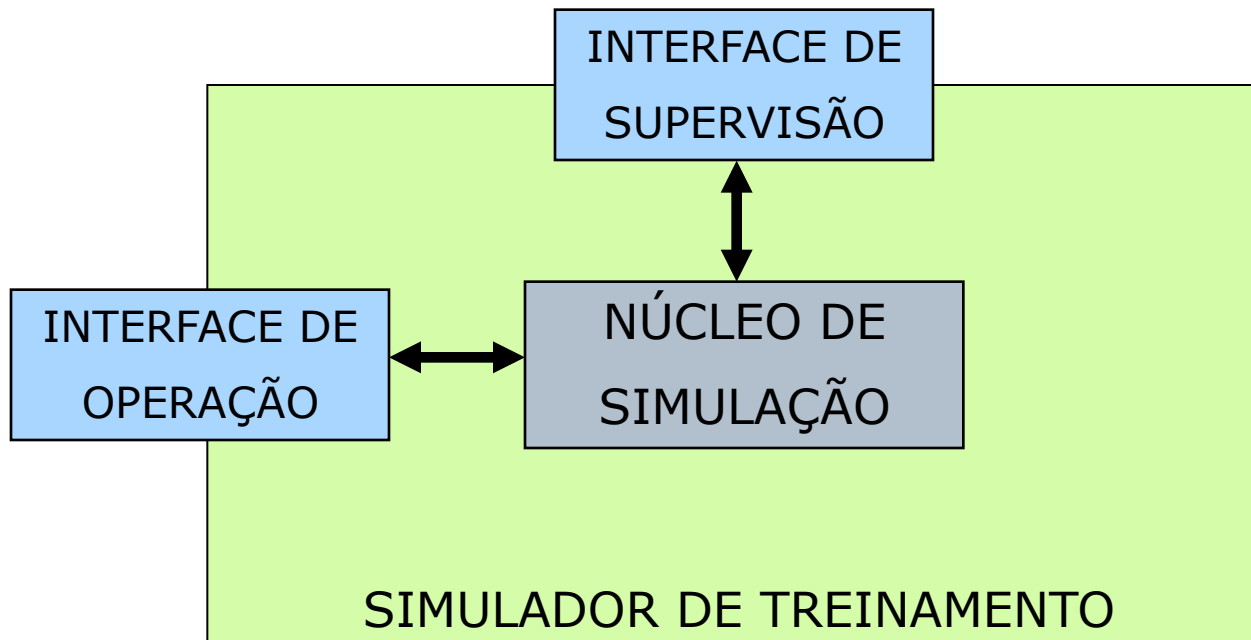 INTERFACE DE
SUPERVISÃO
INTERFACE DE
OPERAÇÃO
NÚCLEO DE
SIMULAÇÃO
SIMULADOR DE TREINAMENTO